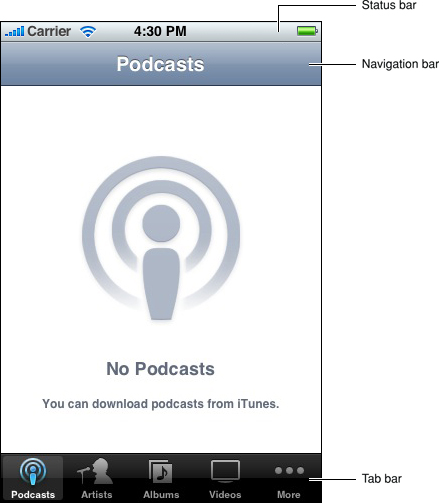 Status bar
Carrier 4:30 PM
Podcasts
Navigation bar
No Podcasts
You can download podcasts from iTunes.
Tab bar
Podcasts Artists Albums Videos More